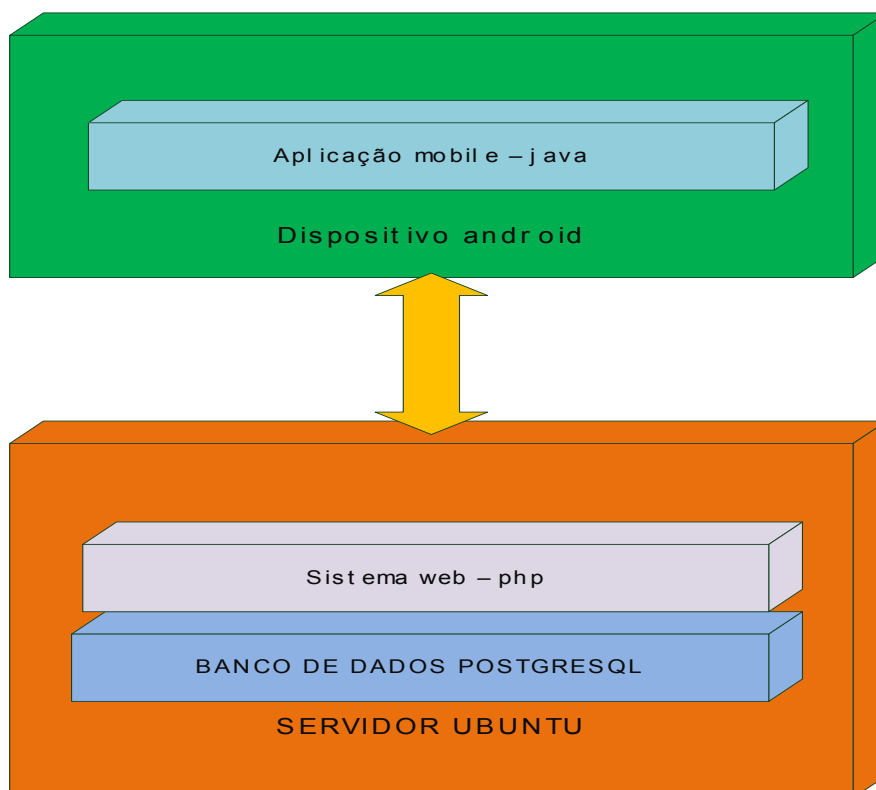 Aplicação mobile – java
Dispositivo android
Sistema web – php
BANCO DE DADOS POSTGRESQL
SERVIDOR UBUNTU